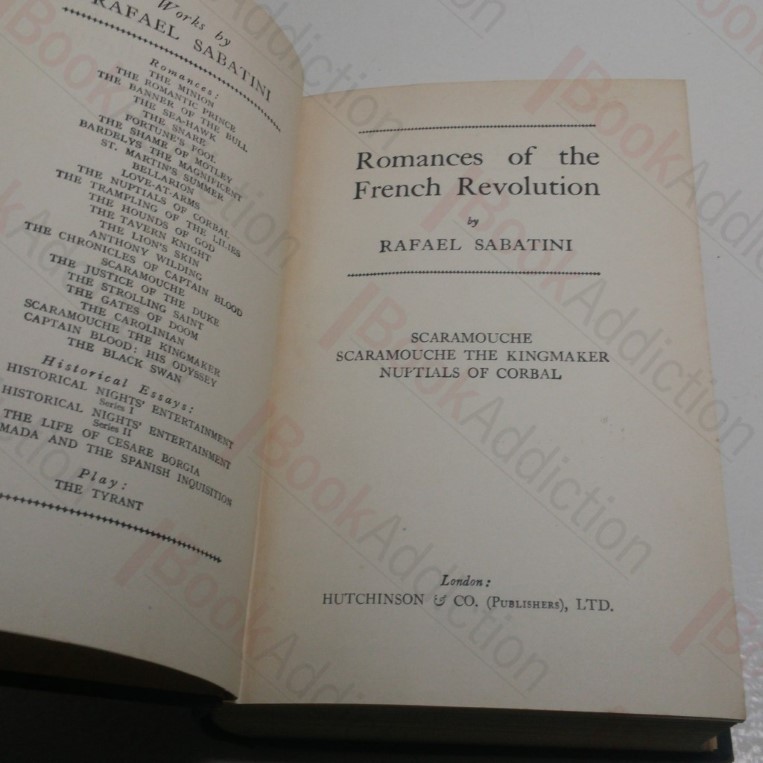 Works by
RAFAEL SABATINI
Romances:
THE MINION
THE ROMANTIC PRINCE
THE BANNER OF THE BULL
THE SEA-HAWK
THE SNARE
FORTUNE'S FOOL
THE SHAME OF MOTLEY
BARDELYS THE MAGNIFICENT
ST. MARTIN'S SUMMER
BELLARION
LOVE-AT-ARMS
THE NUPTIALS OF CORBAL
THE TRAMPLING OF THE LILIES
THE HOUNDS OF GOD
THE TAVERN KNIGHT
THE LION'S SKIN
ANTHONY WILDING
THE CHRONICLES OF CAPTAIN BLOOD
SCARAMOUCHE
THE JUSTICE OF THE DUKE
THE STROLLING SAINT
THE GATES OF DOOM
THE CAROLINIAN
SCARAMOUCHE THE KINGMAKER
CAPTAIN BLOOD: HIS ODYSSEY
THE BLACK SWAN
Historical Essays:
HISTORICAL NIGHTS' ENTERTAINMENT
Series I
HISTORICAL NIGHTS' ENTERTAINMENT
Series II
THE LIFE OF CESARE BORGIA
MADA AND THE SPANISH INQUISITION
Play:
THE TYRANT
Romances of the
French Revolution
by
RAFAEL SABATINI
SCARAMOUCHE
SCARAMOUCHE THE KINGMAKER
NUPTIALS OF CORBAL
London:
HUTCHINSON & CO. (PUBLISHERS), LTD.
BookAddiction